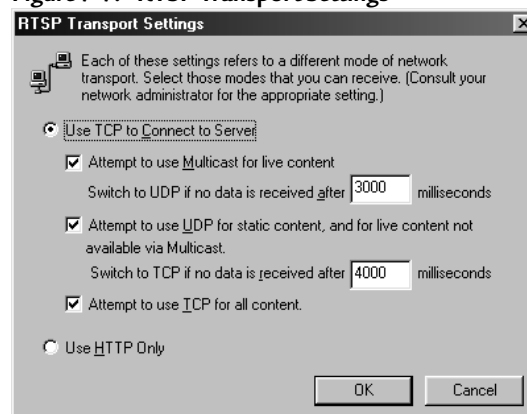 RTSP Transport Settings
Each of these settings refers to a different mode of network
transport. Select those modes that you can receive. (Consult your
network administrator for the appropriate setting.)
Use TCP to Connect to Server
Attempt to use Multicast for live content
Switch to UDP if no data is received after 3000 milliseconds
Attempt to use UDP for static content, and for live content not
available via Multicast.
Switch to TCP if no data is received after 4000 milliseconds
Attempt to use TCP for all content.
Use HTTP Only
OK Cancel